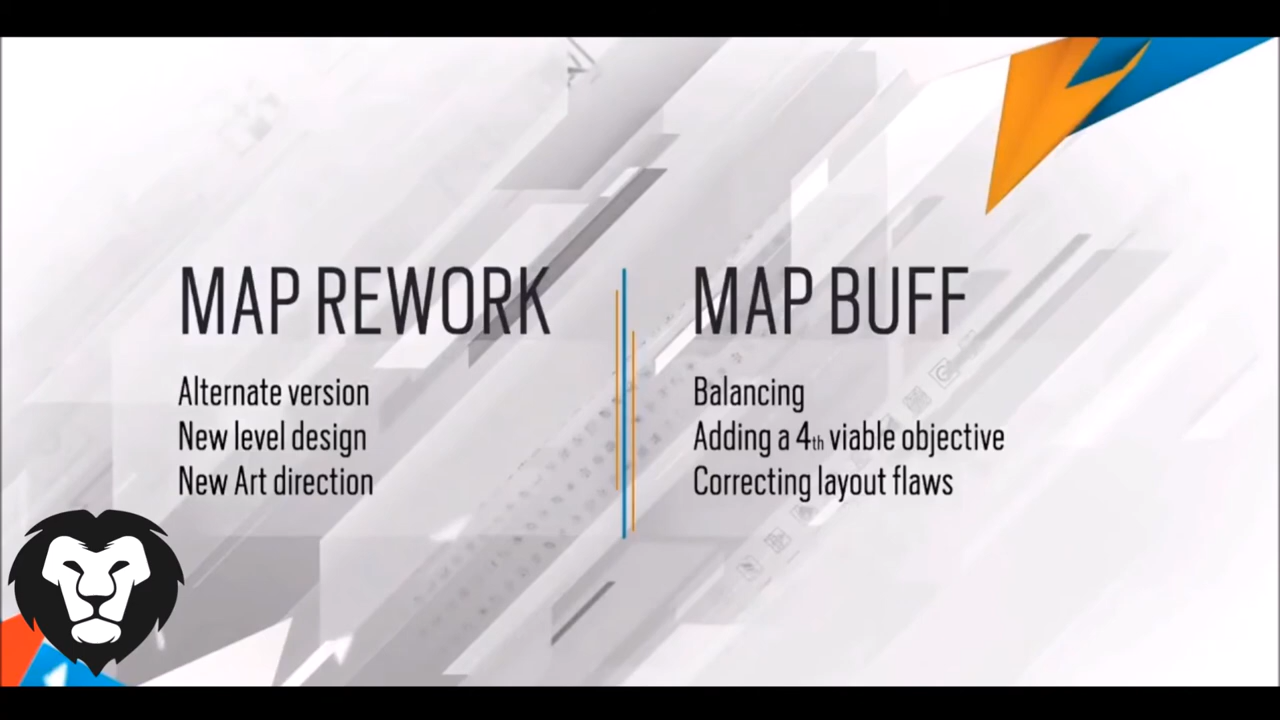 MAP REWORK
Alternate version
New level design
New Art direction
MAP BUFF
Balancing
Adding a 4th viable objective
Correcting layout flaws